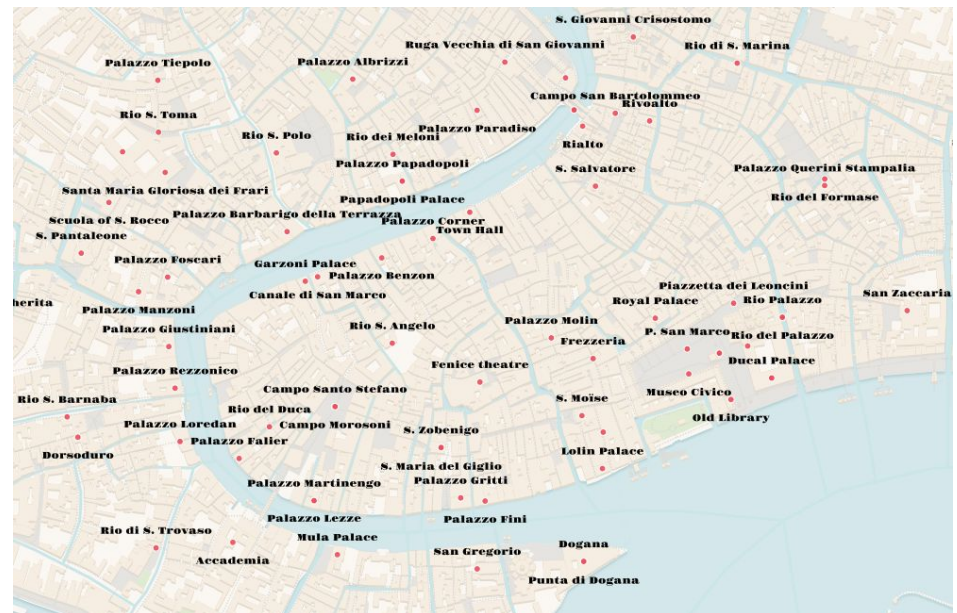 S. Giovanni Crisostomo
Ruga Vecchia di San Giovanni
Rio di S. Marina
Palazzo Tiepolo
Palazzo Albrizzi
Campo San Bartolommeo
Rivoalto
Rio S. Toma
Palazzo Paradiso
Rio S. Polo
Rio dei Meloni
Rialto
Palazzo Papadopoli
S. Salvatore
Palazzo Querini Stampalia
Santa Maria Gloriosa dei Frari
Papadopoli Palace
Rio del Formase
Scuola of S. Rocco
Palazzo Barbarigo della Terrazza
Palazzo Corner
Town Hall
S. Pantaleone
Palazzo Foscari
Garzoni Palace
Palazzo Benzon
Piazzetta dei Leoncini
San Zaccaria
herita
Canale di San Marco
Royal Palace
Rio Palazzo
Palazzo Manzoni
Palazzo Giustiniani
Rio S. Angelo
Palazzo Molin
P. San Marco
Rio del Palazzo
Frezzeria
Ducal Palace
Palazzo Rezzonico
Fenice theatre
Campo Santo Stefano
Museo Civico
Rio S. Barnaba
Rio del Duca
S. Moïse
Old Library
Palazzo Loredan
Campo Morosoni
S. Zobenigo
Palazzo Falier
Dorsoduro
Lolin Palace
S. Maria del Giglio
Palazzo Martinengo
Palazzo Gritti
Palazzo Lezze
Palazzo Fini
Rio di S. Trovaso
Mula Palace
Dogana
San Gregorio
Accademia
Punta di Dogana